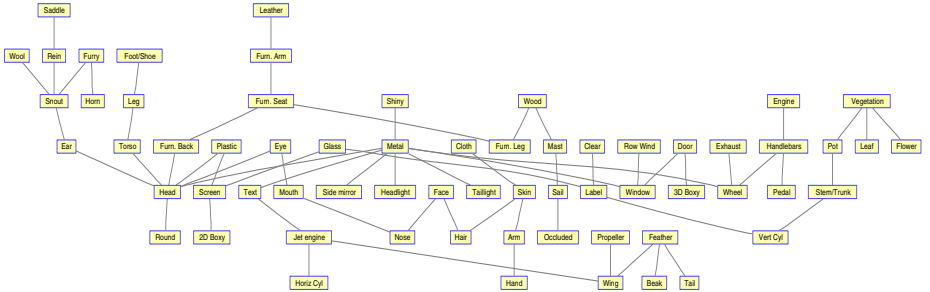 Saddle Leather
Wool Rein Furry Foot/Shoe Furn. Arm
Snout Horn Leg Furn. Seat Shiny Wood Engine Vegetation
Ear Torso Furn. Back Plastic Eye Glass Metal Cloth Furn. Leg Mast Clear Row Wind Door Exhaust Handlebars Pot Leaf Flower
Head Screen Text Mouth Side mirror Headlight Face Taillight Skin Sail Label Window 3D Boxy Wheel Pedal Stem/Trunk
Round 2D Boxy Jet engine Nose Hair Arm Occluded Propeller Feather Vert Cyl
Horiz Cyl Hand Wing Beak Tail